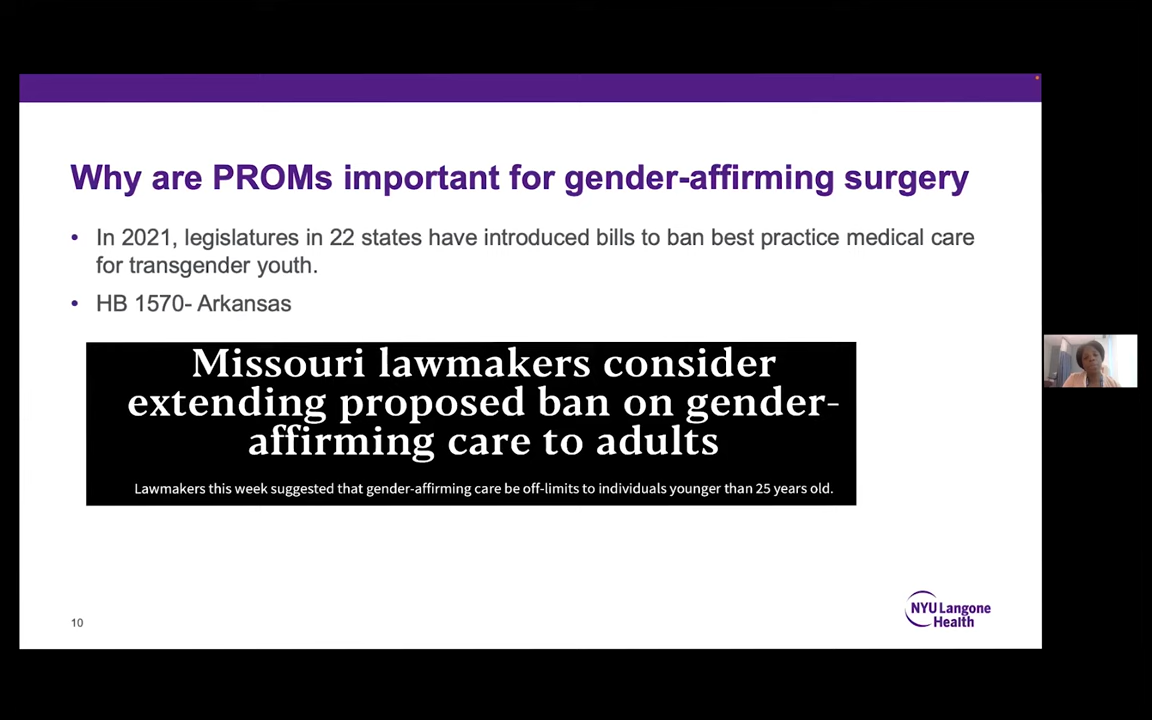 Why are PROMs important for gender-affirming surgery
• In 2021, legislatures in 22 states have introduced bills to ban best practice medical care
for transgender youth.
• HB 1570- Arkansas
Missouri lawmakers consider
extending proposed ban on gender-
affirming care to adults
Lawmakers this week suggested that gender-affirming care be off-limits to individuals younger than 25 years old.
10
NYU Langone
Health